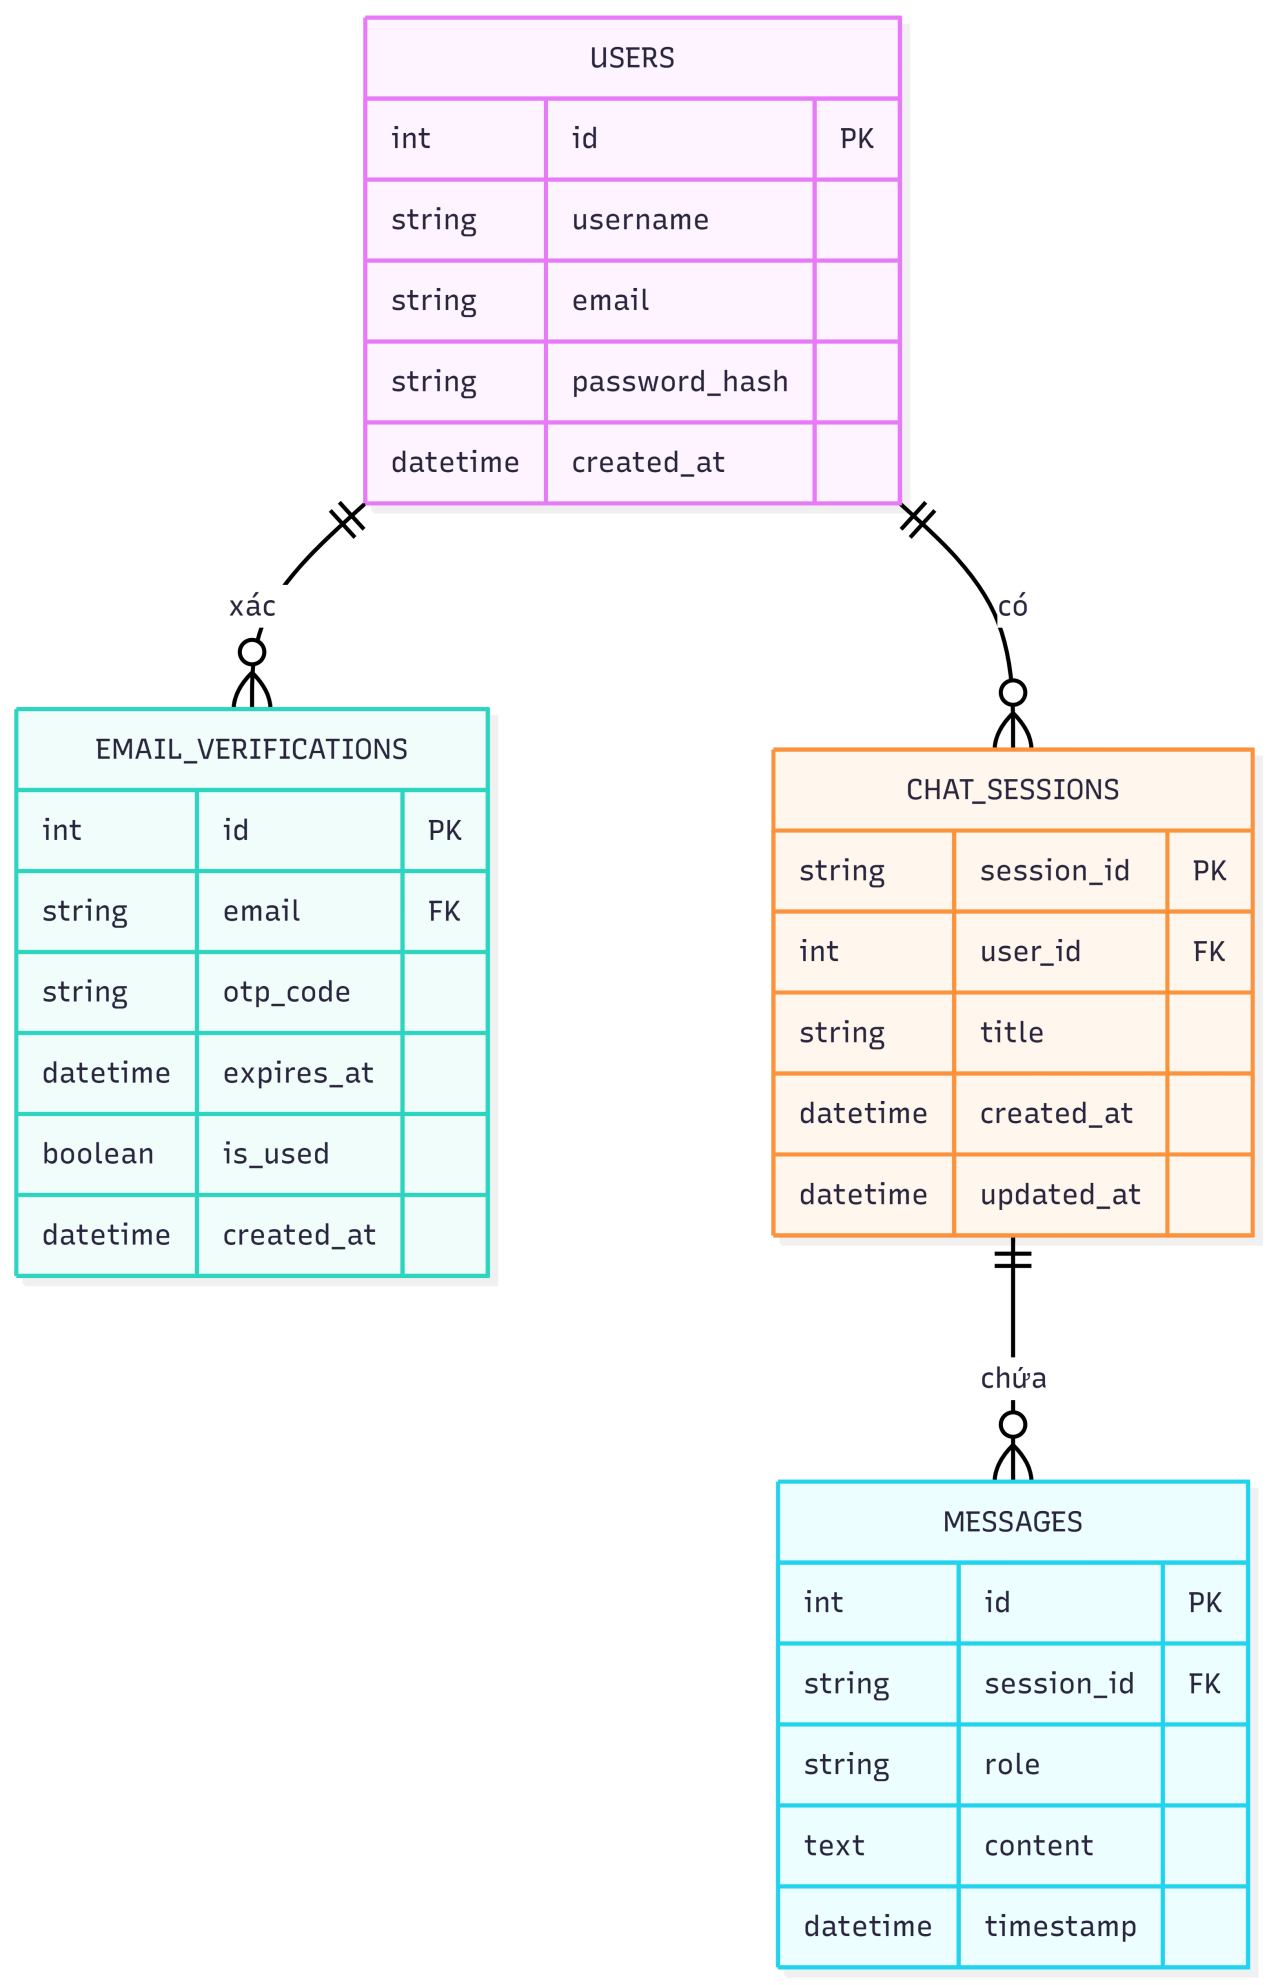 USERS
int id PK
string username
string email
string password_hash
datetime created_at
xác
có
EMAIL_VERIFICATIONS
int id PK
string email FK
string otp_code
datetime expires_at
boolean is_used
datetime created_at
CHAT_SESSIONS
string session_id PK
int user_id FK
string title
datetime created_at
datetime updated_at
chứa
MESSAGES
int id PK
string session_id FK
string role
text content
datetime timestamp